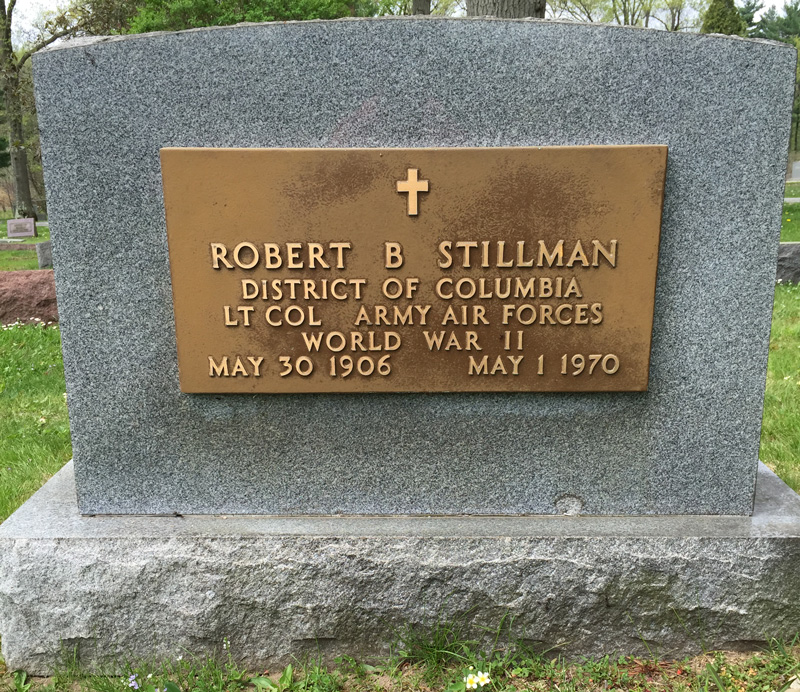 ROBERT B STILLMAN
DISTRICT OF COLUMBIA
LT COL ARMY AIR FORCES
WORLD WAR II
MAY 30 1906 MAY 1 1970